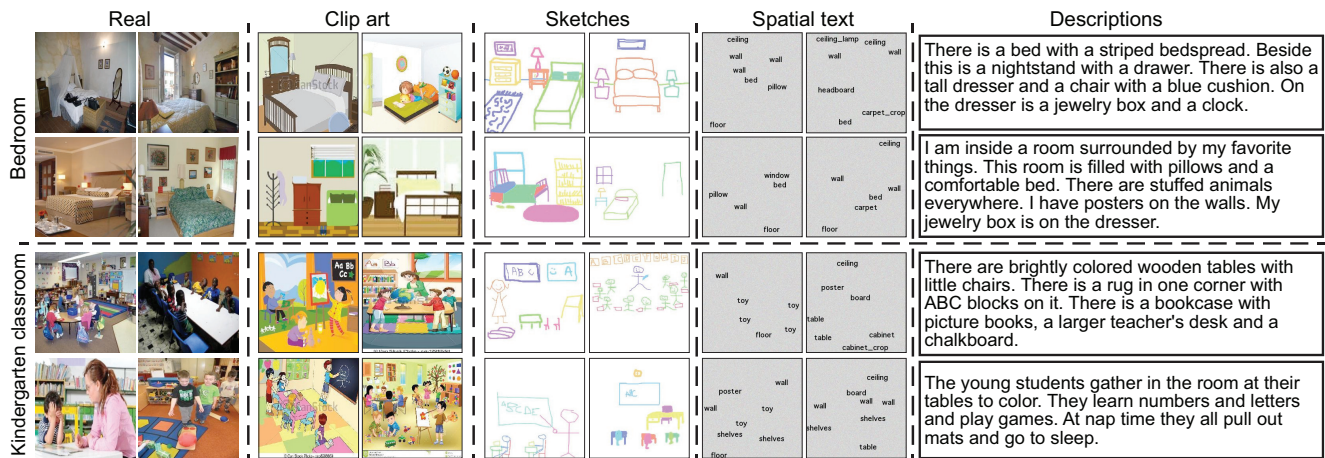 Real
Clip art
Sketches
Spatial text
Descriptions
Bedroom
ceiling
wall
wall
wall
bed
pillow
floor
ceiling_lamp
ceiling
wall
wall
headboard
carpet_crop
bed
There is a bed with a striped bedspread. Beside
this is a nightstand with a drawer. There is also a
tall dresser and a chair with a blue cushion. On
the dresser is a jewelry box and a clock.
window
bed
pillow
wall
floor
ceiling
wall
wall
bed
carpet
floor
I am inside a room surrounded by my favorite
things. This room is filled with pillows and a
comfortable bed. There are stuffed animals
everywhere. I have posters on the walls. My
jewelry box is on the dresser.
Kindergarten classroom
Aa Bb
Cc
Aa Bb
ABC
A
wall
toy
toy
toy
toy
floor
ceiling
poster
board
table
table
cabinet
cabinet_crop
There are brightly colored wooden tables with
little chairs. There is a rug in one corner with
ABC blocks on it. There is a bookcase with
picture books, a larger teacher's desk and a
chalkboard.
wall
poster
wall
toy
toy
shelves
shelves
floor
ceiling
board
wall
wall
wall
shelves
shelves
table
The young students gather in the room at their
tables to color. They learn numbers and letters
and play games. At nap time they all pull out
mats and go to sleep.